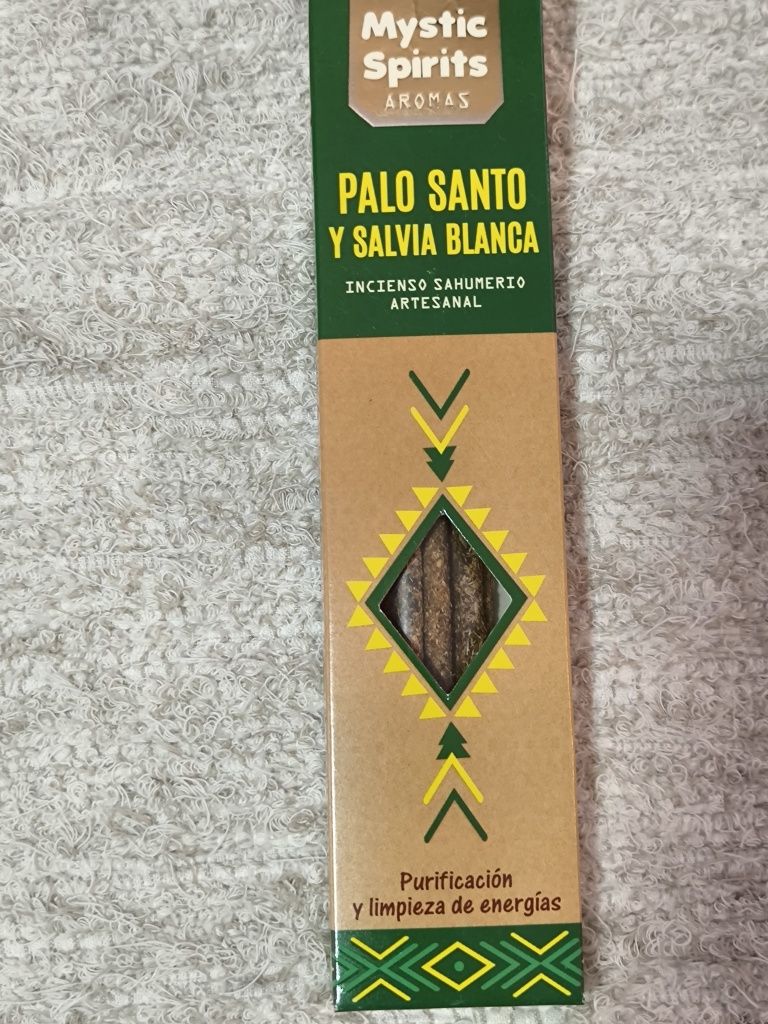 Mystic
Spirits
AROMAS
PALO SANTO
Y SALVIA BLANCA
INCIENSO SAHUMERIO
ARTESANAL
Purificación
y limpieza de energías